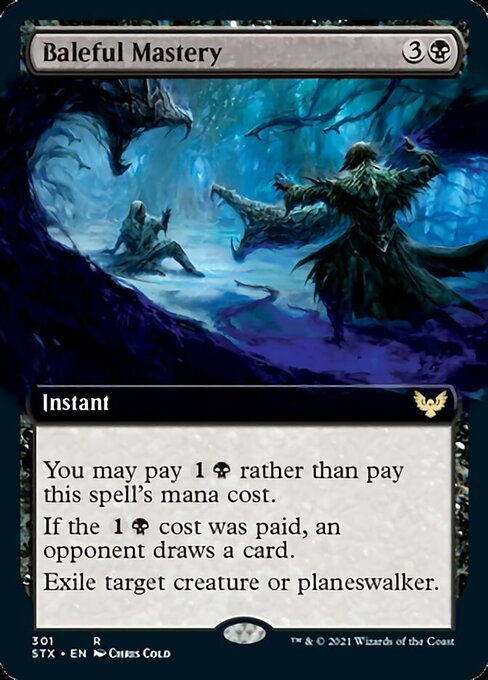 Baleful Mastery 3
Instant
You may pay 1 rather than pay
this spell's mana cost.
If the 1 cost was paid, an
opponent draws a card.
Exile target creature or planeswalker.
301 R
STX • EN Chris Cold
™ & © 2021 Wizards of the Coast